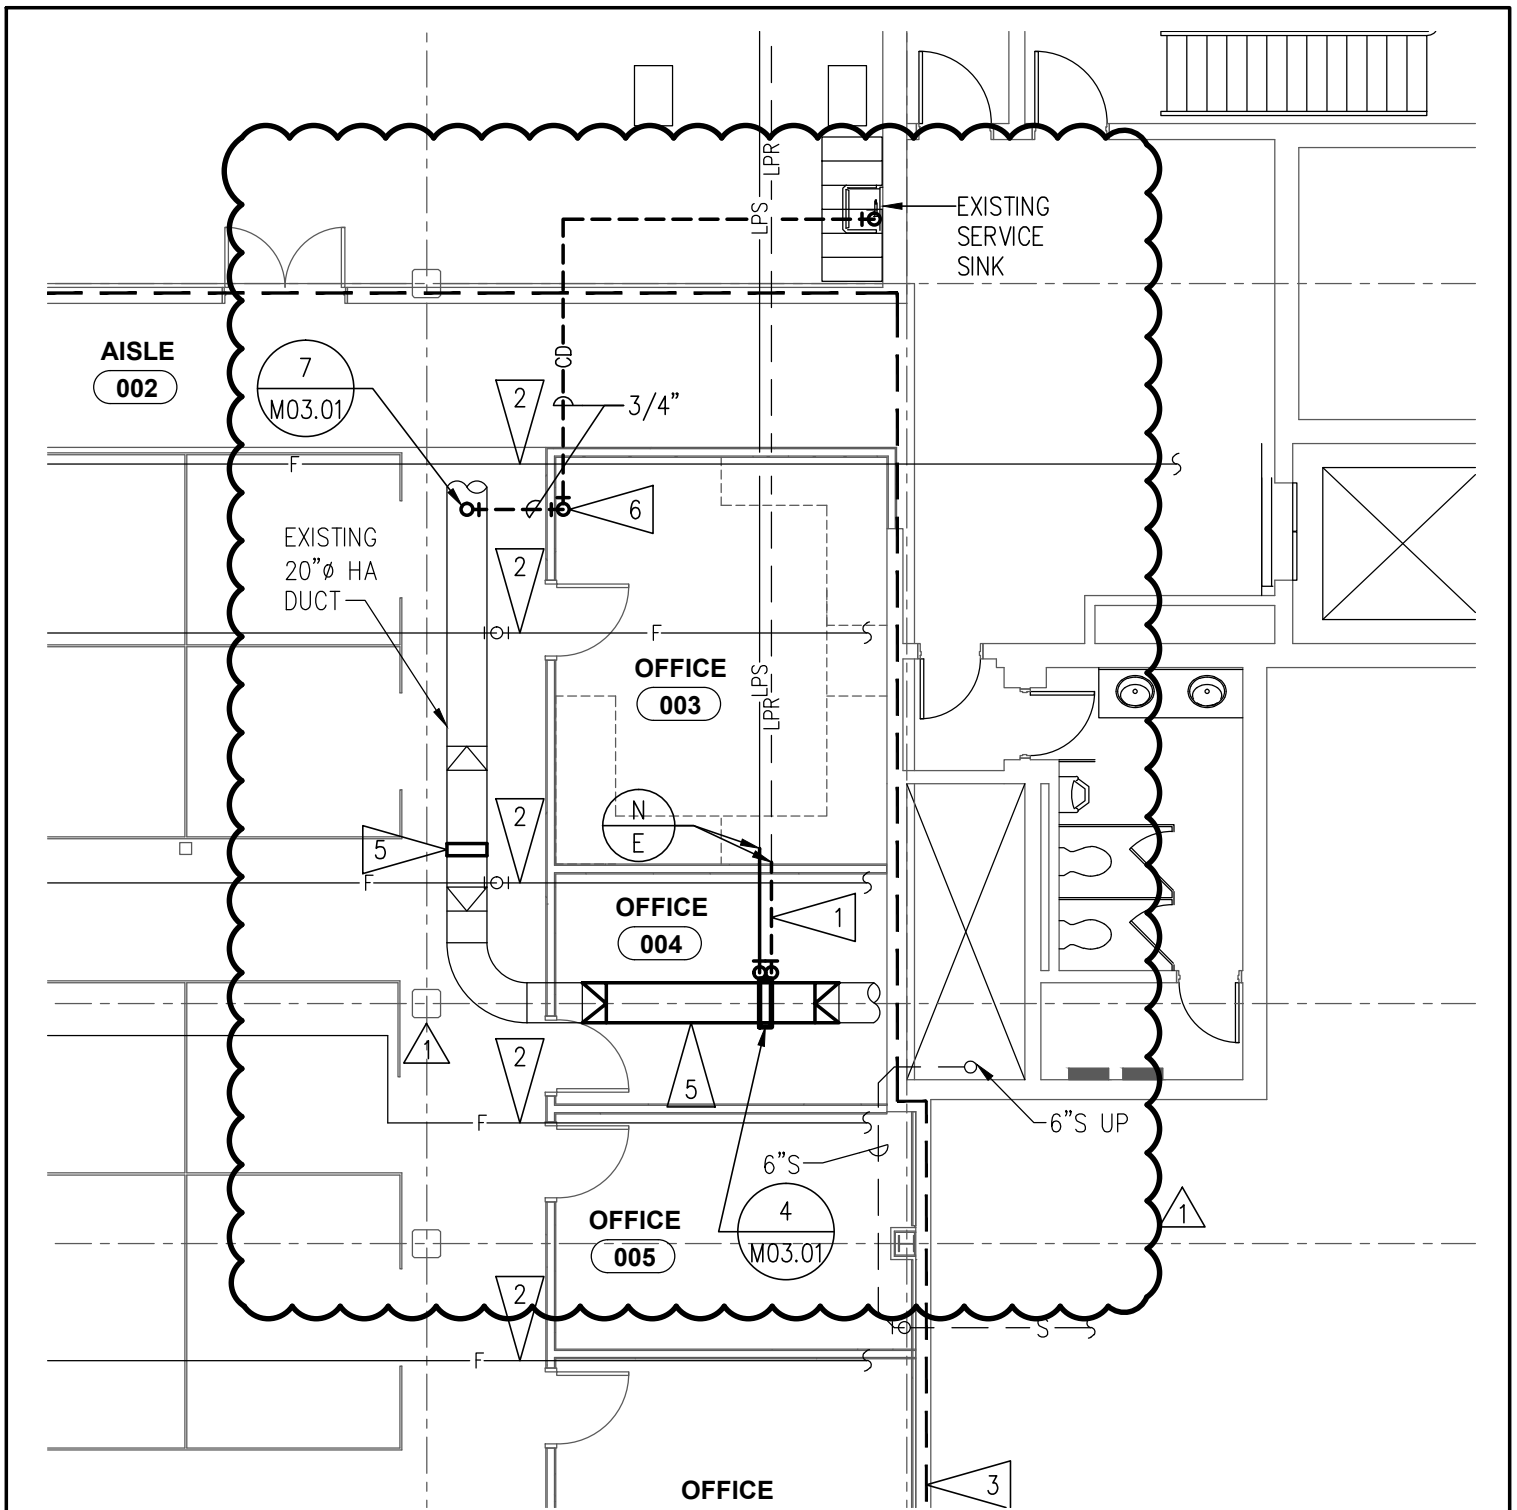 LPR
LPS
EXISTING
SERVICE
SINK
AISLE
002
7
M03.01
CD
2
3/4"
F
6
EXISTING
20"ø HA
DUCT
2
F
OFFICE
003
LPS
LPR
N
E
2
5
F
OFFICE
004
1
1
2
5
F
6"S UP
6"S
4
M03.01
OFFICE
005
1
2
S
F
3
OFFICE